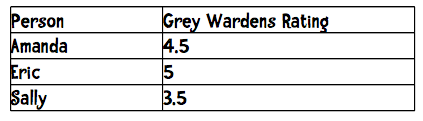 Person Grey Wardens Rating
Amanda 4.5
Eric 5
Sally 3.5